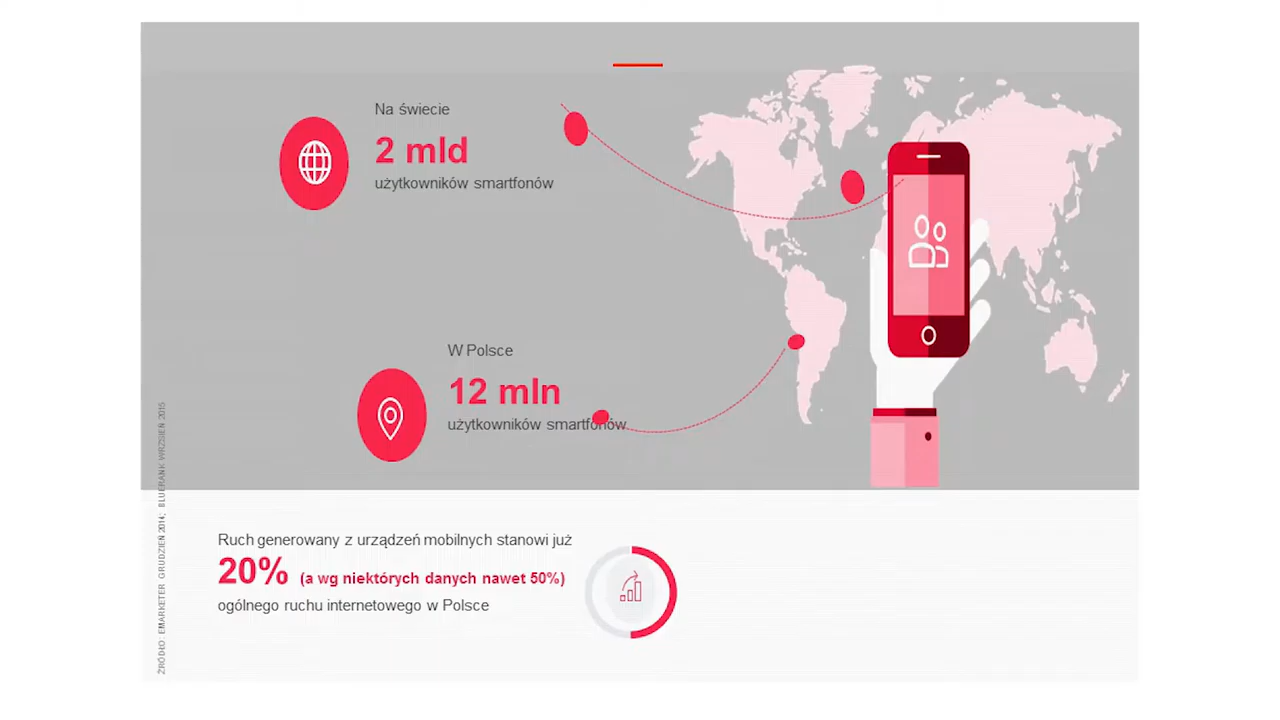 Na świecie
2 mld
użytkowników smartfonów
W Polsce
12 mln
użytkowników smartfonów
Ruch generowany z urządzeń mobilnych stanowi już
20% (a wg niektórych danych nawet 50%)
ogólnego ruchu internetowego w Polsce
ŹRÓDŁO: EMARKETER GRUDZIEŃ 2014; BLUERANK WRZSIEŃ 2015